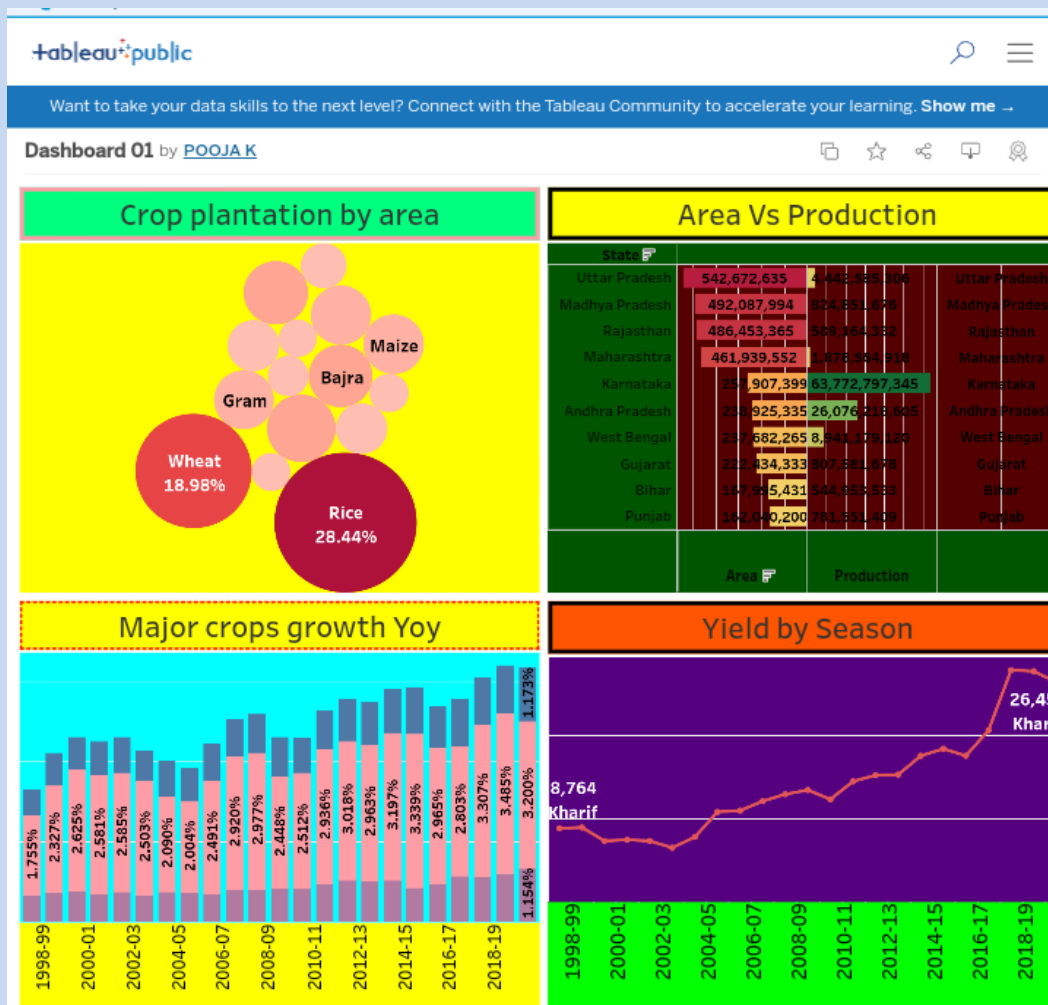 +ableau public
Want to take your data skills to the next level? Connect with the Tableau Community to accelerate your learning. Show me →
Dashboard 01 by POOJA K
Crop plantation by area
Maize
Bajra
Gram
Wheat
18.98%
Rice
28.44%
Area Vs Production
State
Uttar Pradesh 542,672,635 Uttar Pradesh
Madhya Pradesh 492,087,994 Madhya Prades
Rajasthan 486,453,365 Rajasthan
Maharashtra 461,939,552 Maharashtra
Karnataka 63,772,797,345 Karnataka
Andhra Pradesh Andhra Prades
West Bengal West Bengal
Gujarat Gujarat
Bihar Bihar
Punjab Punjab
Area Production
Major crops growth Yoy
1.755%
2.327%
2.625%
2.581%
2.585%
2.503%
2.090%
2.004%
2.491%
2.920%
2.977%
2.448%
2.512%
2.936%
3.018%
2.963%
3.197%
3.339%
2.965%
2.803%
3.307%
3.485%
1.173%
3.200%
1.154%
1998-99
2000-01
2002-03
2004-05
2006-07
2008-09
2010-11
2012-13
2014-15
2016-17
2018-19
Yield by Season
8,764
Kharif
26,45
Khar
1998-99
2000-01
2002-03
2004-05
2006-07
2008-09
2010-11
2012-13
2014-15
2016-17
2018-19